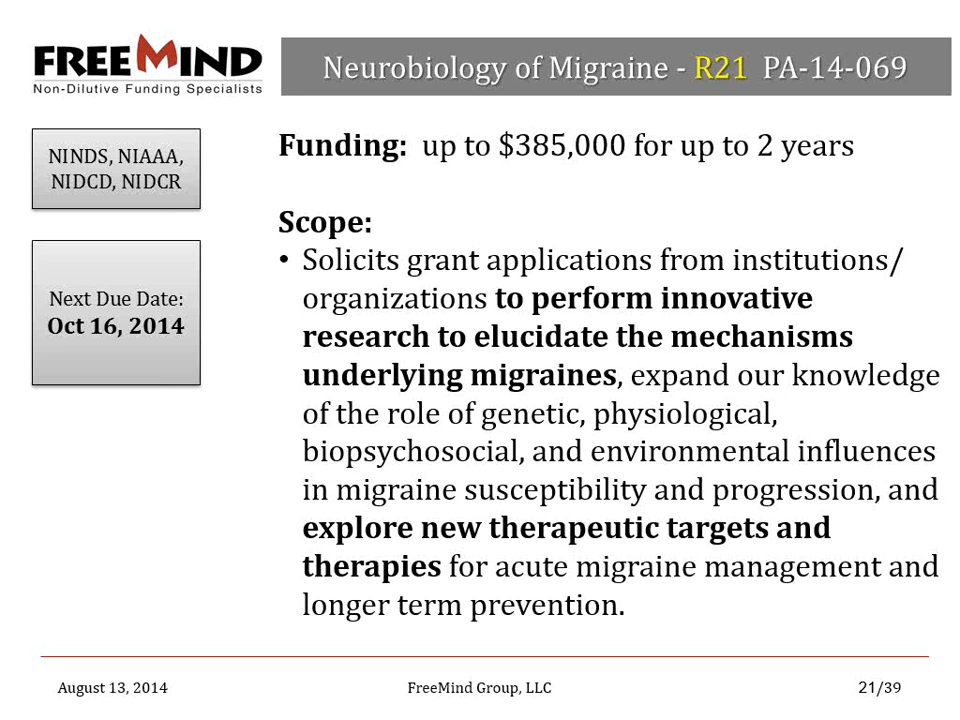 FREEMIND
Non-Dilutive Funding Specialists
Neurobiology of Migraine - R21 PA-14-069
NINDS, NIAAA,
NIDCD, NIDCR
Next Due Date:
Oct 16, 2014
Funding: up to $385,000 for up to 2 years
Scope:
• Solicits grant applications from institutions/
organizations to perform innovative
research to elucidate the mechanisms
underlying migraines, expand our knowledge
of the role of genetic, physiological,
biopsychosocial, and environmental influences
in migraine susceptibility and progression, and
explore new therapeutic targets and
therapies for acute migraine management and
longer term prevention.
August 13, 2014
FreeMind Group, LLC
21/39